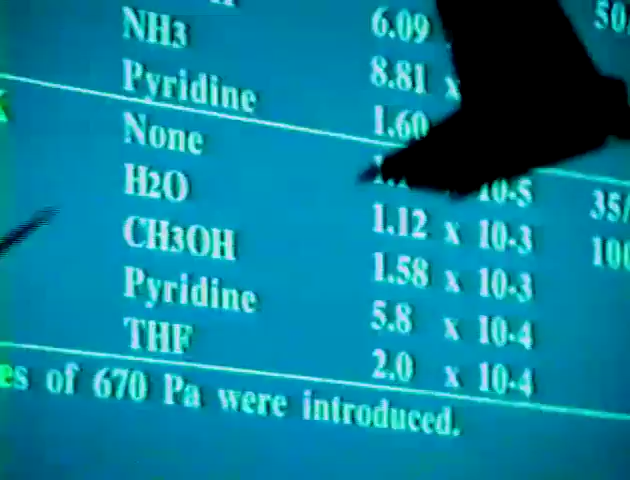 6.09 50
NH3 8.81 x
Pyridine 1.60
None 10-5 35/
H2O 1.12 x 10-3 100
CH3OH 1.58 x 10-3
Pyridine 5.8 x 10-4
THF 2.0 x 10-4
es of 670 Pa were introduced.